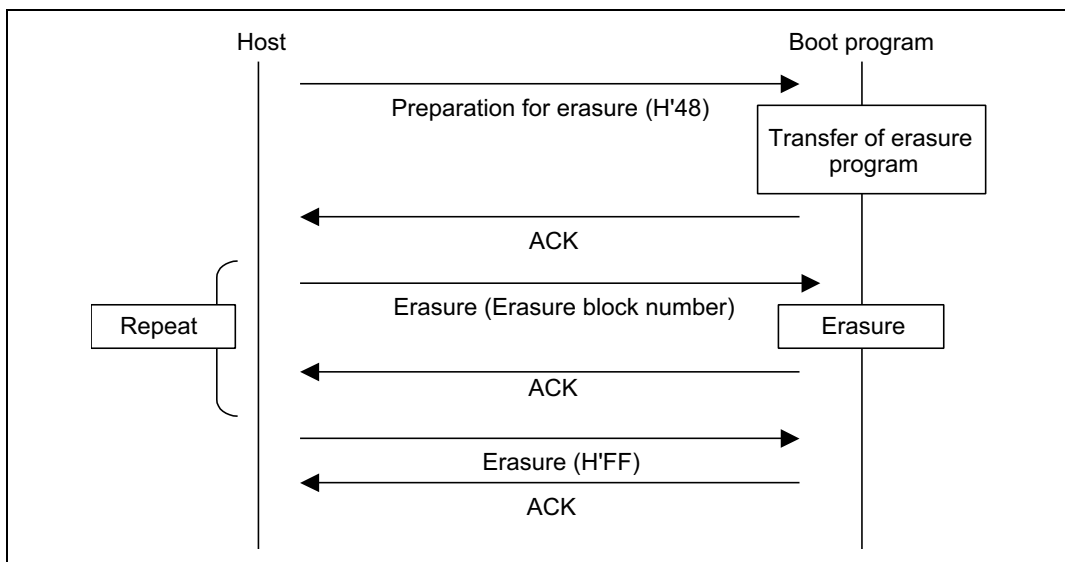 Host
Boot program
Preparation for erasure (H'48)
Transfer of erasure
program
ACK
Erasure (Erasure block number)
Repeat
Erasure
ACK
Erasure (H'FF)
ACK